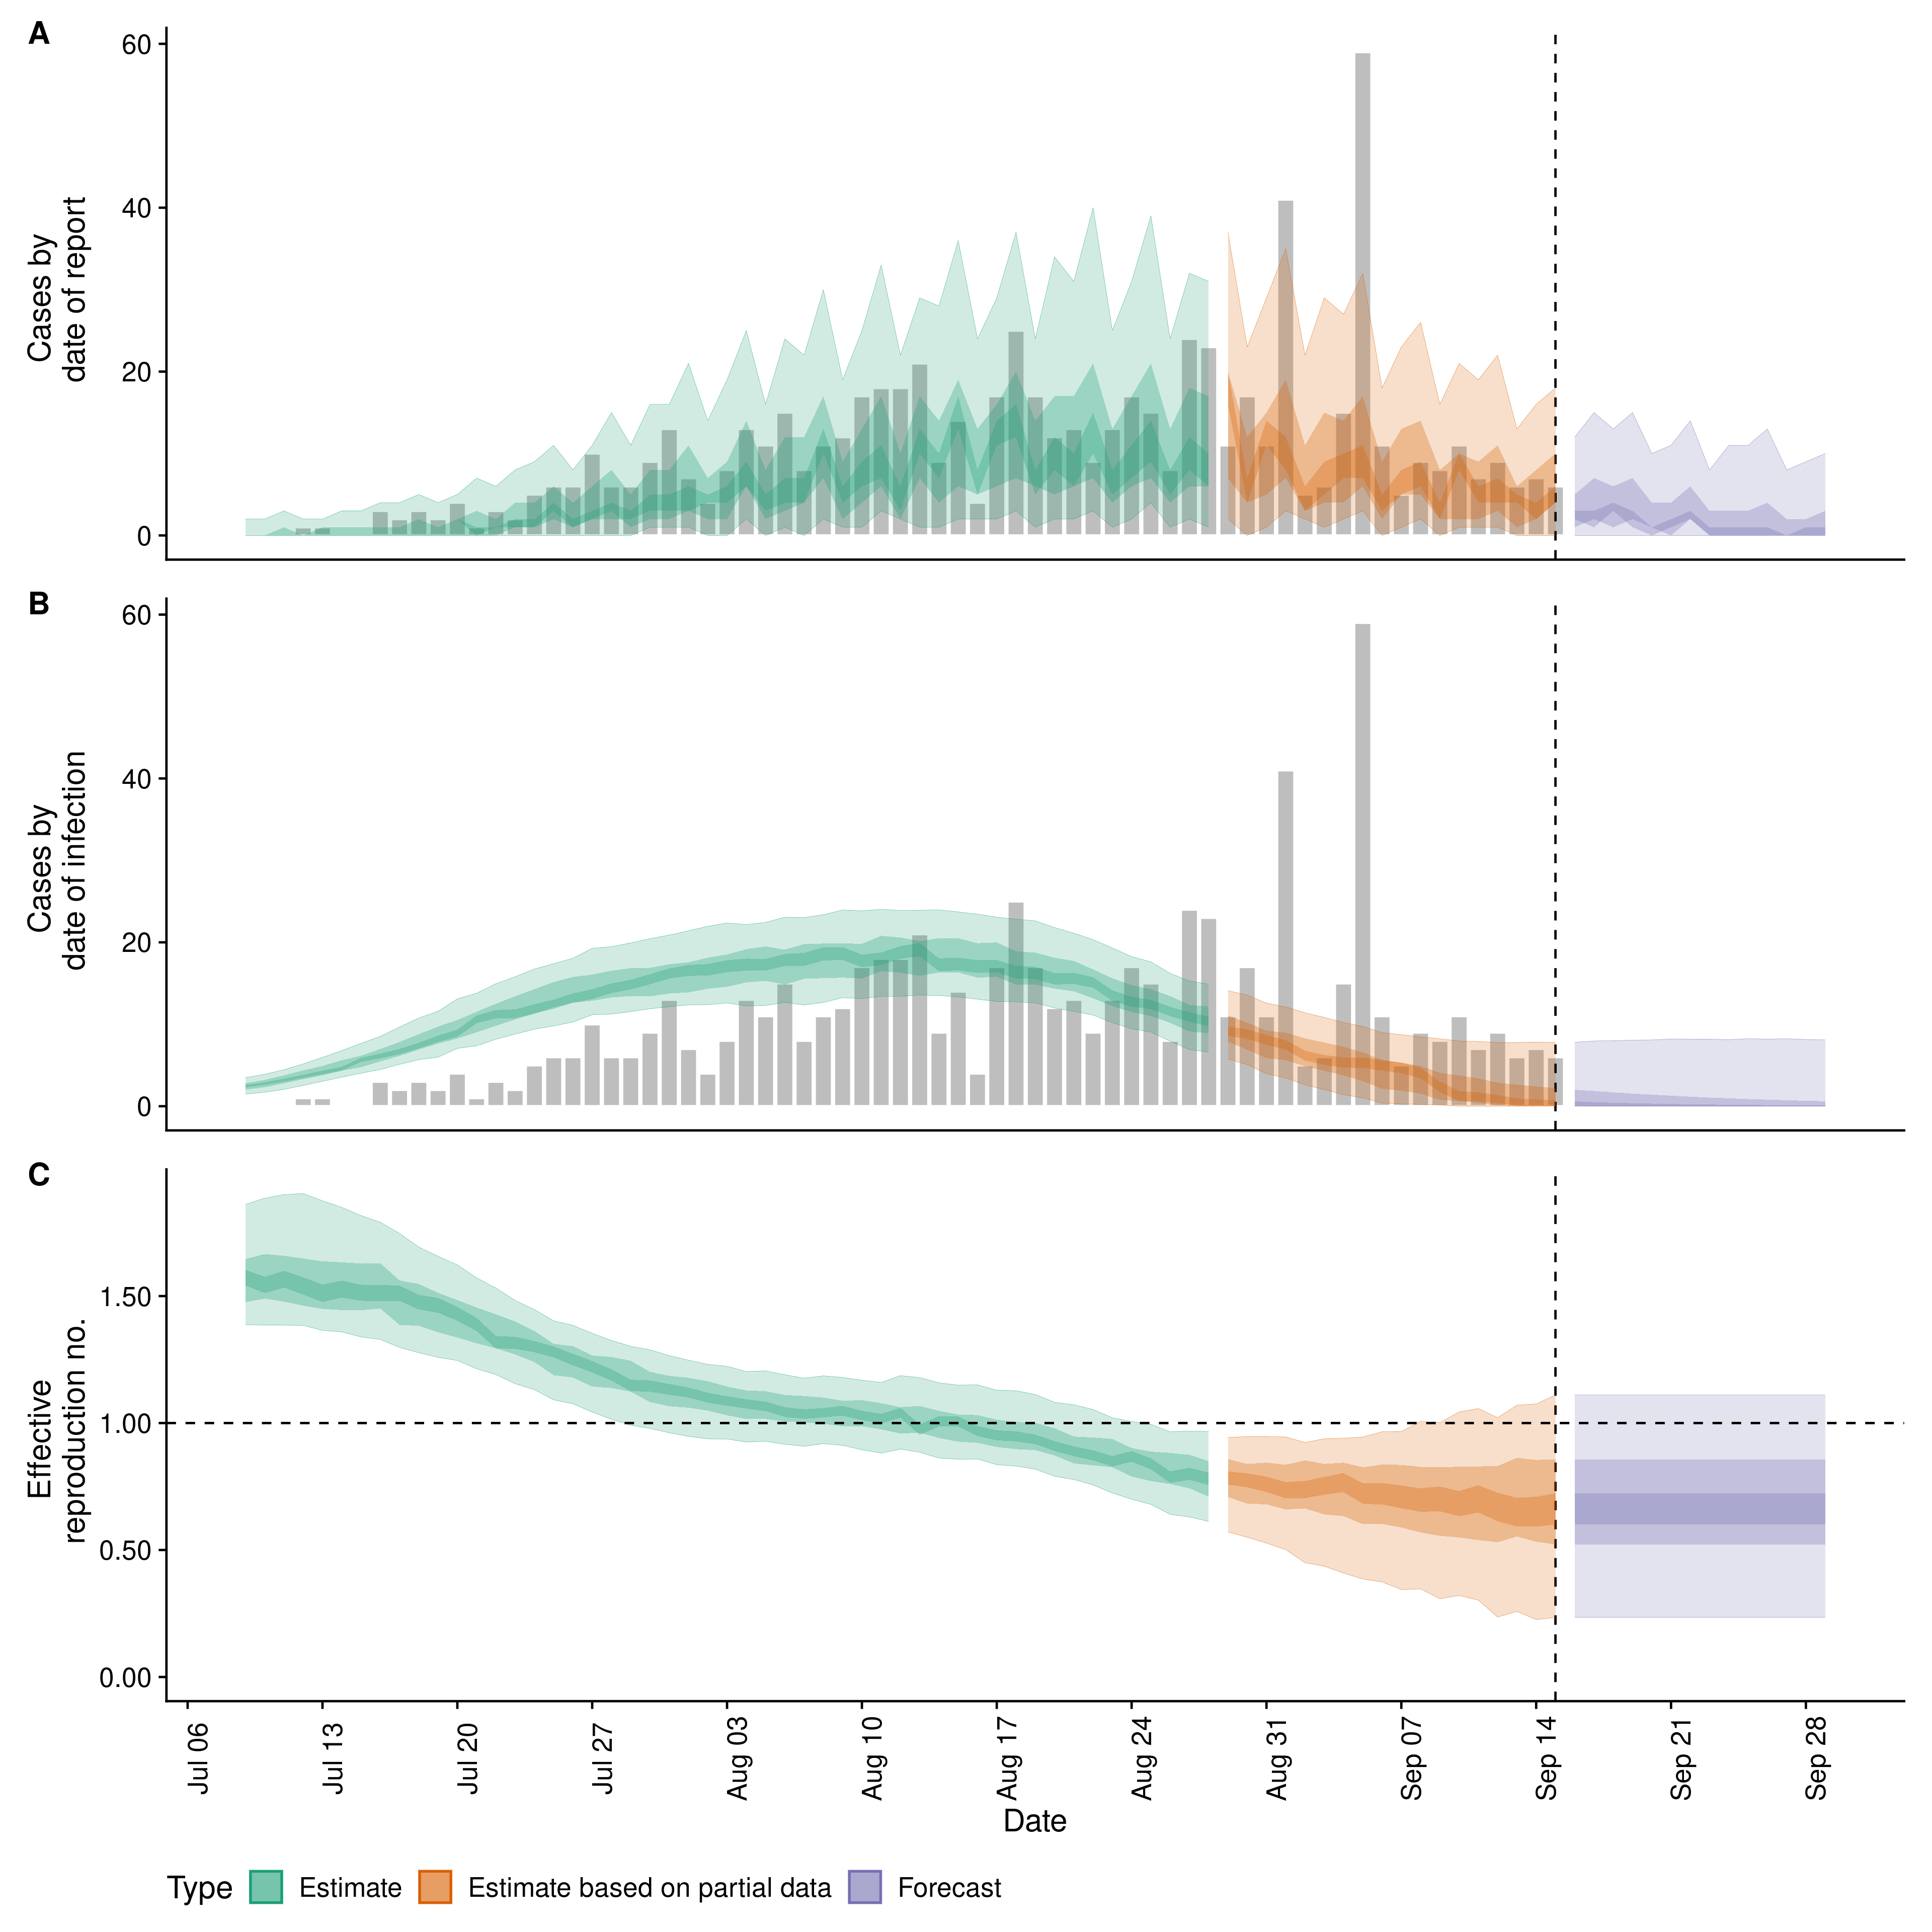 A
60
40
20
0
Cases by
date of report
B
60
40
20
0
Cases by
date of infection
C
1.50
1.00
0.50
0.00
Effective
reproduction no.
Jul 06
Jul 13
Jul 20
Jul 27
Aug 03
Aug 10
Aug 17
Aug 24
Aug 31
Sep 07
Sep 14
Sep 21
Sep 28
Date
Type Estimate Estimate based on partial data Forecast